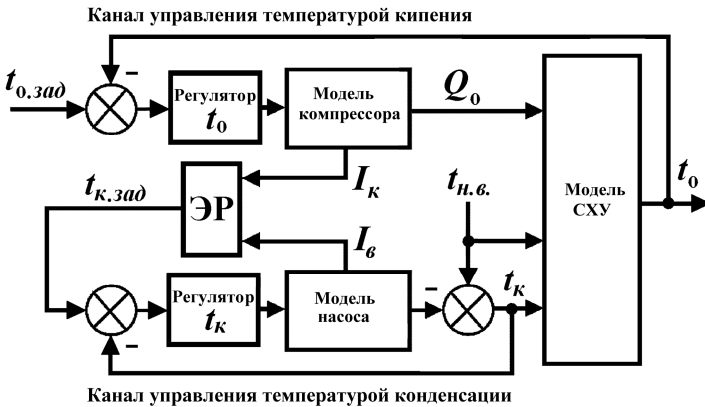 Канал управления температурой кипения
t₀.зад
−
Регулятор
t₀
Модель
компрессора
Q₀
Iк
tк.зад
ЭР
Iв
tн.в.
Модель
СХУ
t₀
−
Регулятор
tк
Модель
насоса
−
tк
Канал управления температурой конденсации